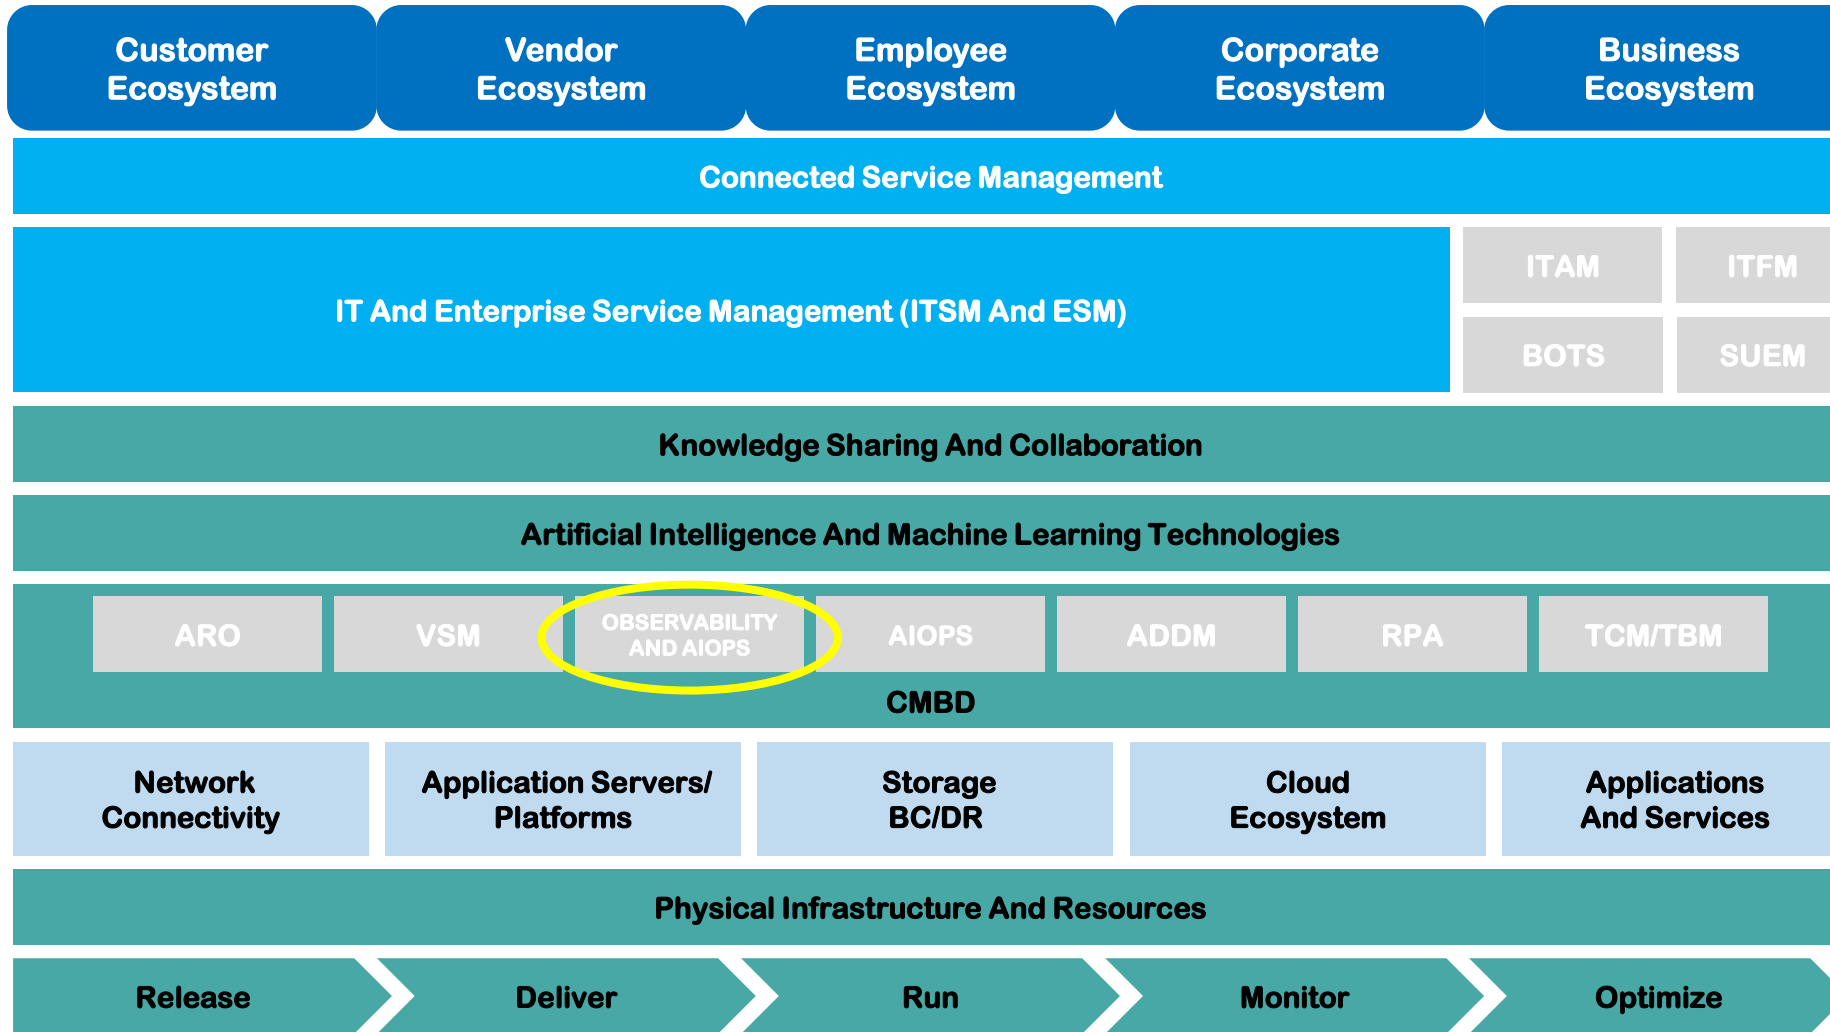 Customer
Ecosystem
Vendor
Ecosystem
Employee
Ecosystem
Corporate
Ecosystem
Business
Ecosystem
Connected Service Management
IT And Enterprise Service Management (ITSM And ESM)
ITAM
ITFM
BOTS
SUEM
Knowledge Sharing And Collaboration
Artificial Intelligence And Machine Learning Technologies
ARO
VSM
OBSERVABILITY
AND AIOPS
AIOPS
ADDM
RPA
TCM/TBM
CMBD
Network
Connectivity
Application Servers/
Platforms
Storage
BC/DR
Cloud
Ecosystem
Applications
And Services
Physical Infrastructure And Resources
Release
Deliver
Run
Monitor
Optimize